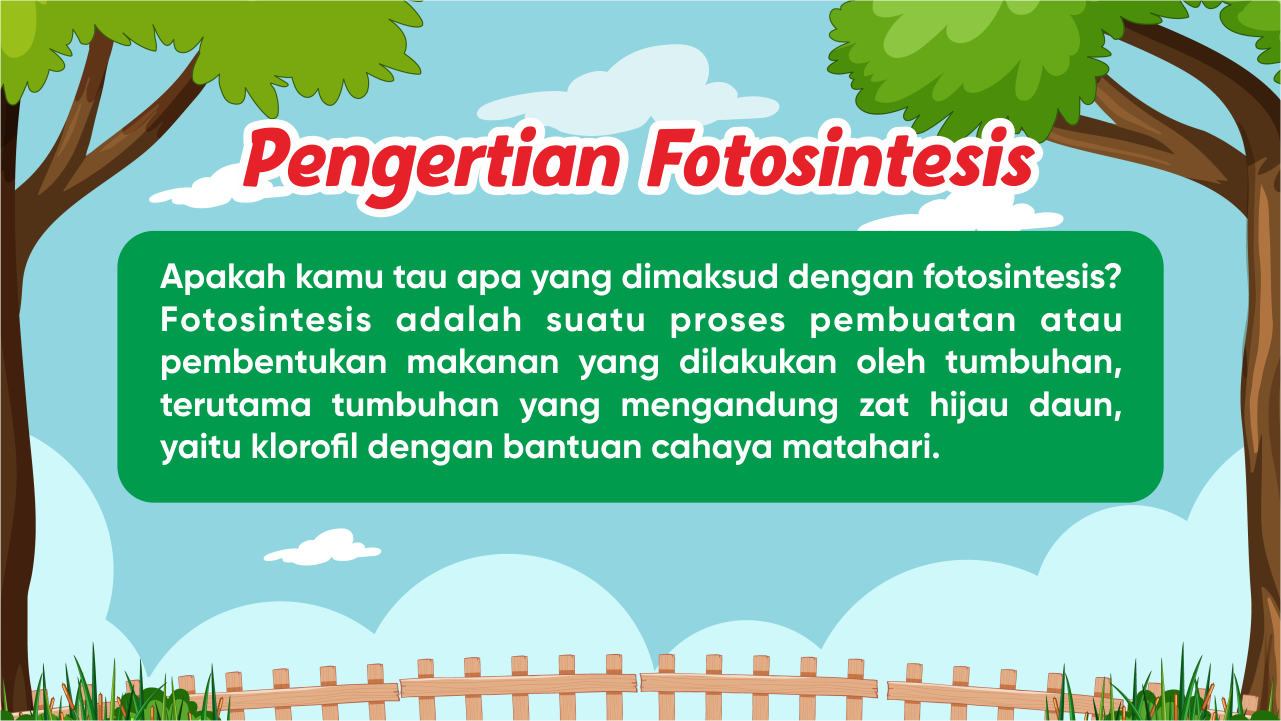 Pengertian Fotosintesis
Apakah kamu tau apa yang dimaksud dengan fotosintesis?
Fotosintesis adalah suatu proses pembuatan atau
pembentukan makanan yang dilakukan oleh tumbuhan,
terutama tumbuhan yang mengandung zat hijau daun,
yaitu klorofil dengan bantuan cahaya matahari.